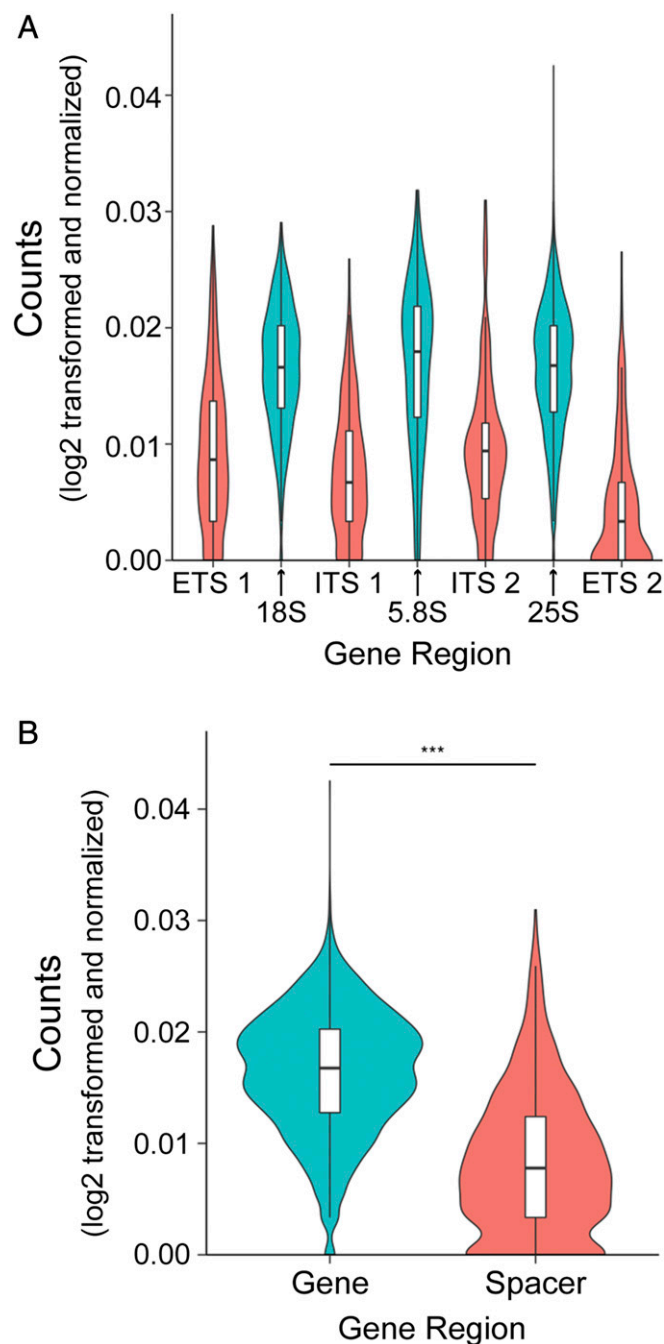 A
Counts
(log2 transformed and normalized)
0.04
0.03
0.02
0.01
0.00
ETS 1 ↑ ITS 1 ↑ ITS 2 ↑ ETS 2
18S 5.8S 25S
Gene Region
B
***
Counts
(log2 transformed and normalized)
0.04
0.03
0.02
0.01
0.00
Gene Spacer
Gene Region